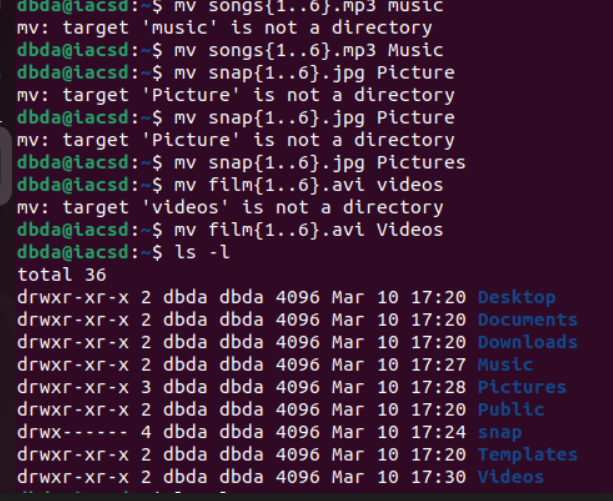 dbda@iacsd:~$ mv songs{1..6}.mp3 music
mv: target 'music' is not a directory
dbda@iacsd:~$ mv songs{1..6}.mp3 Music
dbda@iacsd:~$ mv snap{1..6}.jpg Picture
mv: target 'Picture' is not a directory
dbda@iacsd:~$ mv snap{1..6}.jpg Picture
mv: target 'Picture' is not a directory
dbda@iacsd:~$ mv snap{1..6}.jpg Pictures
dbda@iacsd:~$ mv film{1..6}.avi videos
mv: target 'videos' is not a directory
dbda@iacsd:~$ mv film{1..6}.avi Videos
dbda@iacsd:~$ ls -l
total 36
drwxr-xr-x 2 dbda dbda 4096 Mar 10 17:20 Desktop
drwxr-xr-x 2 dbda dbda 4096 Mar 10 17:20 Documents
drwxr-xr-x 2 dbda dbda 4096 Mar 10 17:20 Downloads
drwxr-xr-x 2 dbda dbda 4096 Mar 10 17:27 Music
drwxr-xr-x 3 dbda dbda 4096 Mar 10 17:28 Pictures
drwxr-xr-x 2 dbda dbda 4096 Mar 10 17:20 Public
drwx------ 4 dbda dbda 4096 Mar 10 17:24 snap
drwxr-xr-x 2 dbda dbda 4096 Mar 10 17:20 Templates
drwxr-xr-x 2 dbda dbda 4096 Mar 10 17:30 Videos